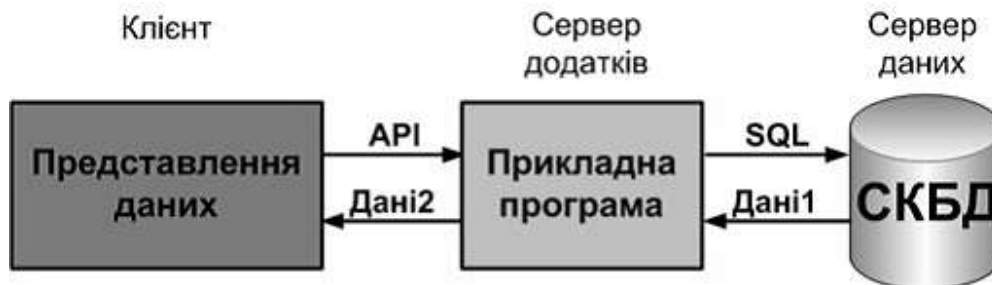 Клієнт
Сервер
додатків
Сервер
даних
Представлення
даних
API
Дані2
Прикладна
програма
SQL
Дані1
СКБД